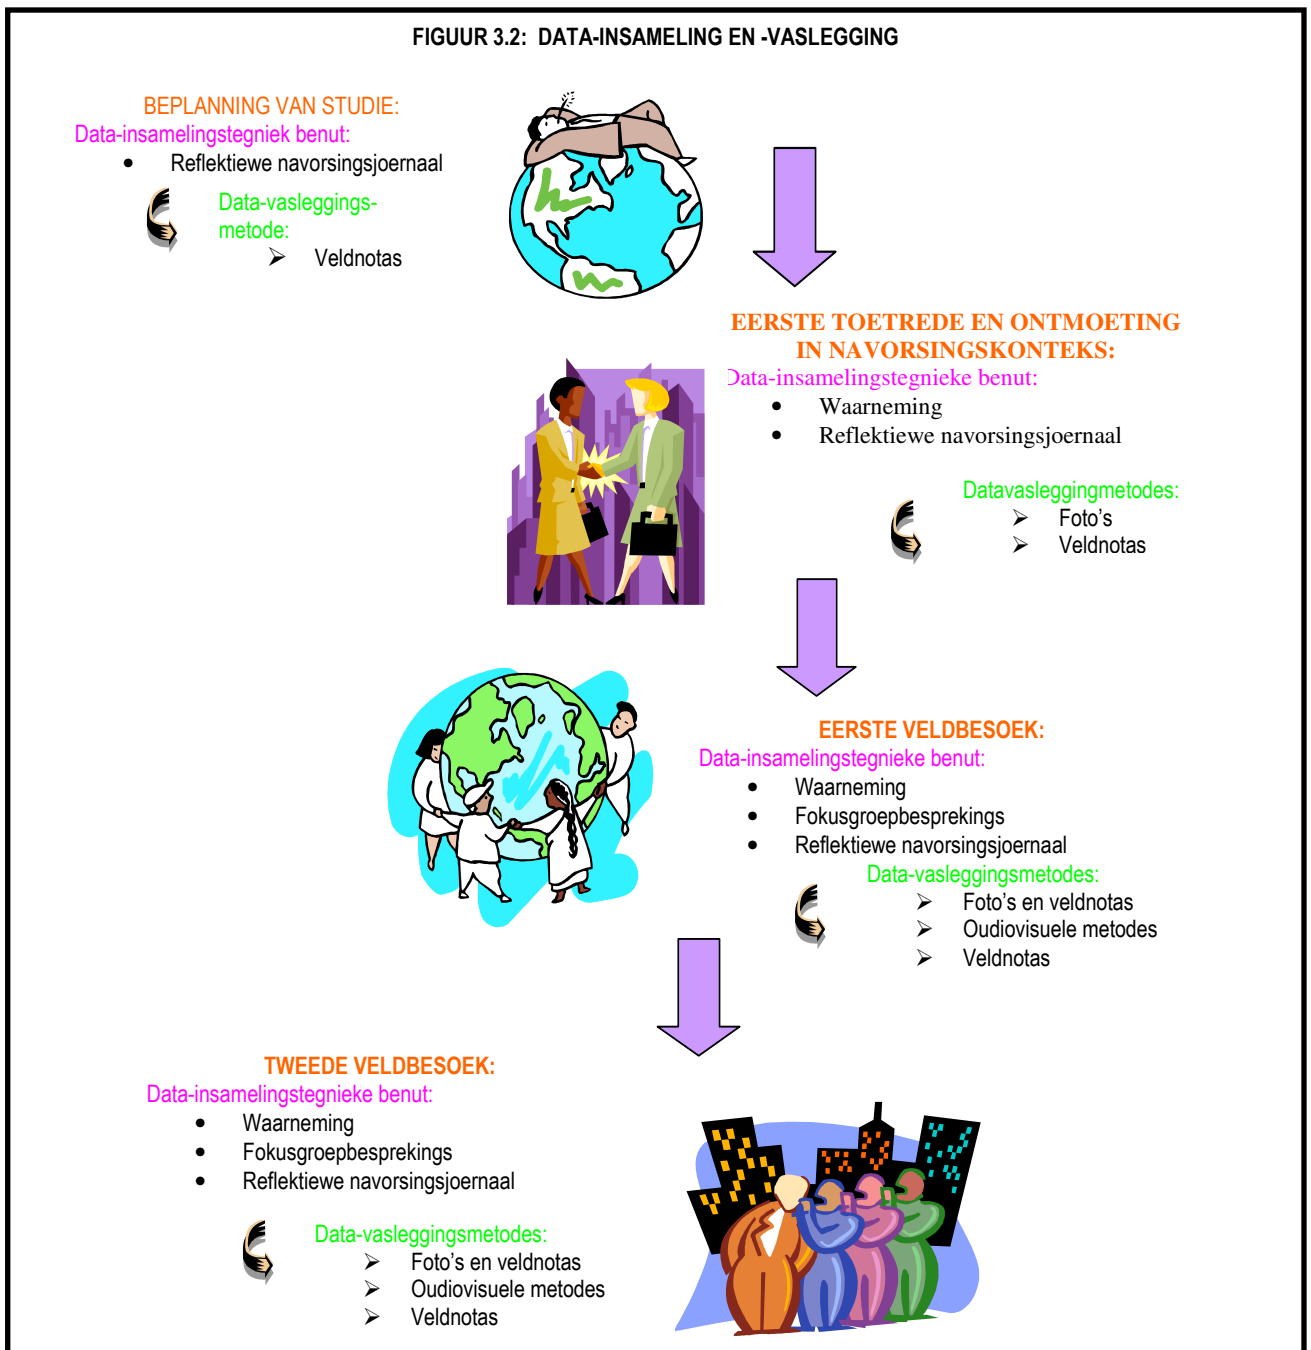 FIGUUR 3.2: DATA-INSAMELING EN -VASLEGGING
BEPLANNING VAN STUDIE:
Data-insamelingstegniek benut:
• Reflektiewe navorsingsjoernaal
Data-vasleggings-
metode:
➢ Veldnotas
EERSTE TOETREDE EN ONTMOETING
IN NAVORSINGSKONTEKS:
Data-insamelingstegnieke benut:
• Waarneming
• Reflektiewe navorsingsjoernaal
Datavasleggingmetodes:
➢ Foto's
➢ Veldnotas
EERSTE VELDBESOEK:
Data-insamelingstegnieke benut:
• Waarneming
• Fokusgroepbesprekings
• Reflektiewe navorsingsjoernaal
Data-vasleggingsmetodes:
➢ Foto's en veldnotas
➢ Oudiovisuele metodes
➢ Veldnotas
TWEEDE VELDBESOEK:
Data-insamelingstegnieke benut:
• Waarneming
• Fokusgroepbesprekings
• Reflektiewe navorsingsjoernaal
Data-vasleggingsmetodes:
➢ Foto's en veldnotas
➢ Oudiovisuele metodes
➢ Veldnotas